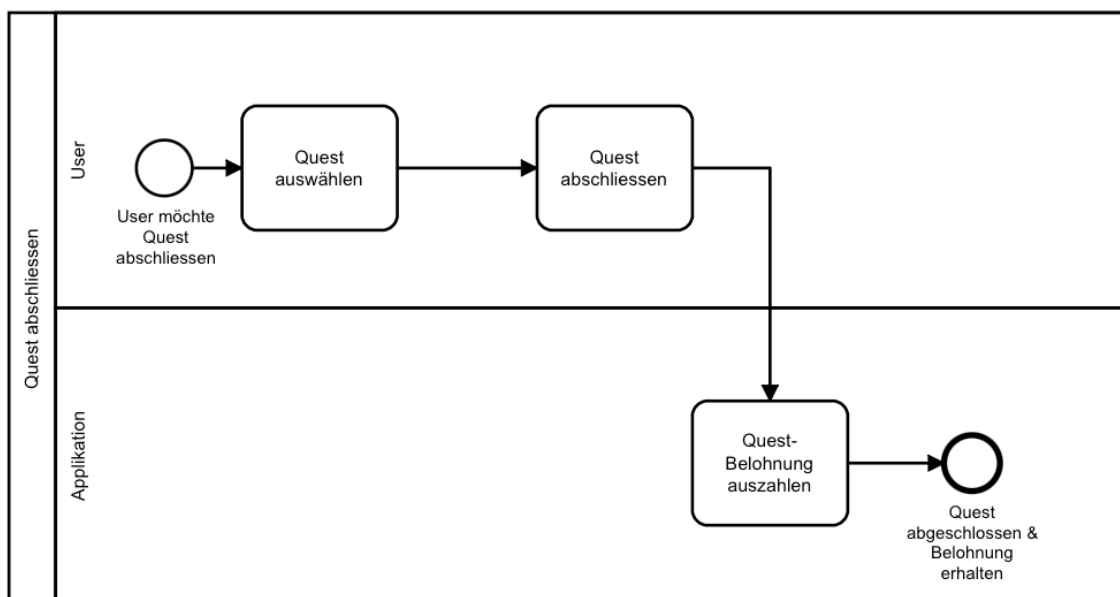 Quest abschliessen
User
User möchte
Quest
abschliessen
Quest
auswählen
Quest
abschliessen
Applikation
Quest-
Belohnung
auszahlen
Quest
abgeschlossen &
Belohnung
erhalten